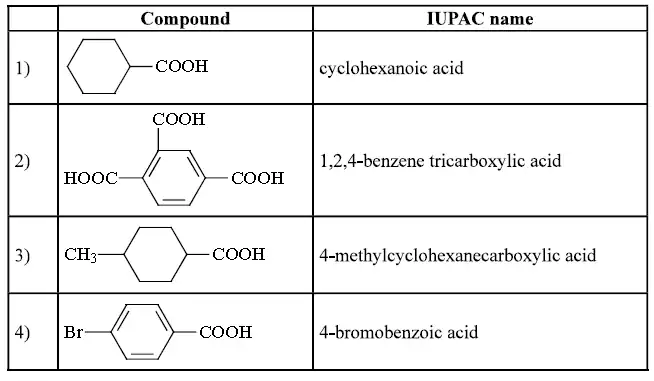 Compound IUPAC name
1) COOH cyclohexanoic acid
COOH
2) HOOC COOH 1,2,4-benzene tricarboxylic acid
3) CH3 COOH 4-methylcyclohexanecarboxylic acid
4) Br COOH 4-bromobenzoic acid